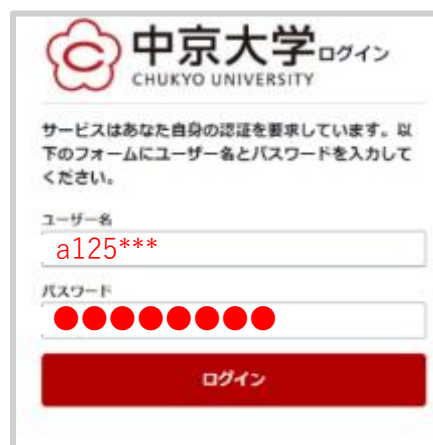 中京大学ログイン
CHUKYO UNIVERSITY
サービスはあなた自身の認証を要求しています。以
下のフォームにユーザー名とパスワードを入力して
ください。
ユーザー名
a125***
パスワード
●●●●●●●●
ログイン